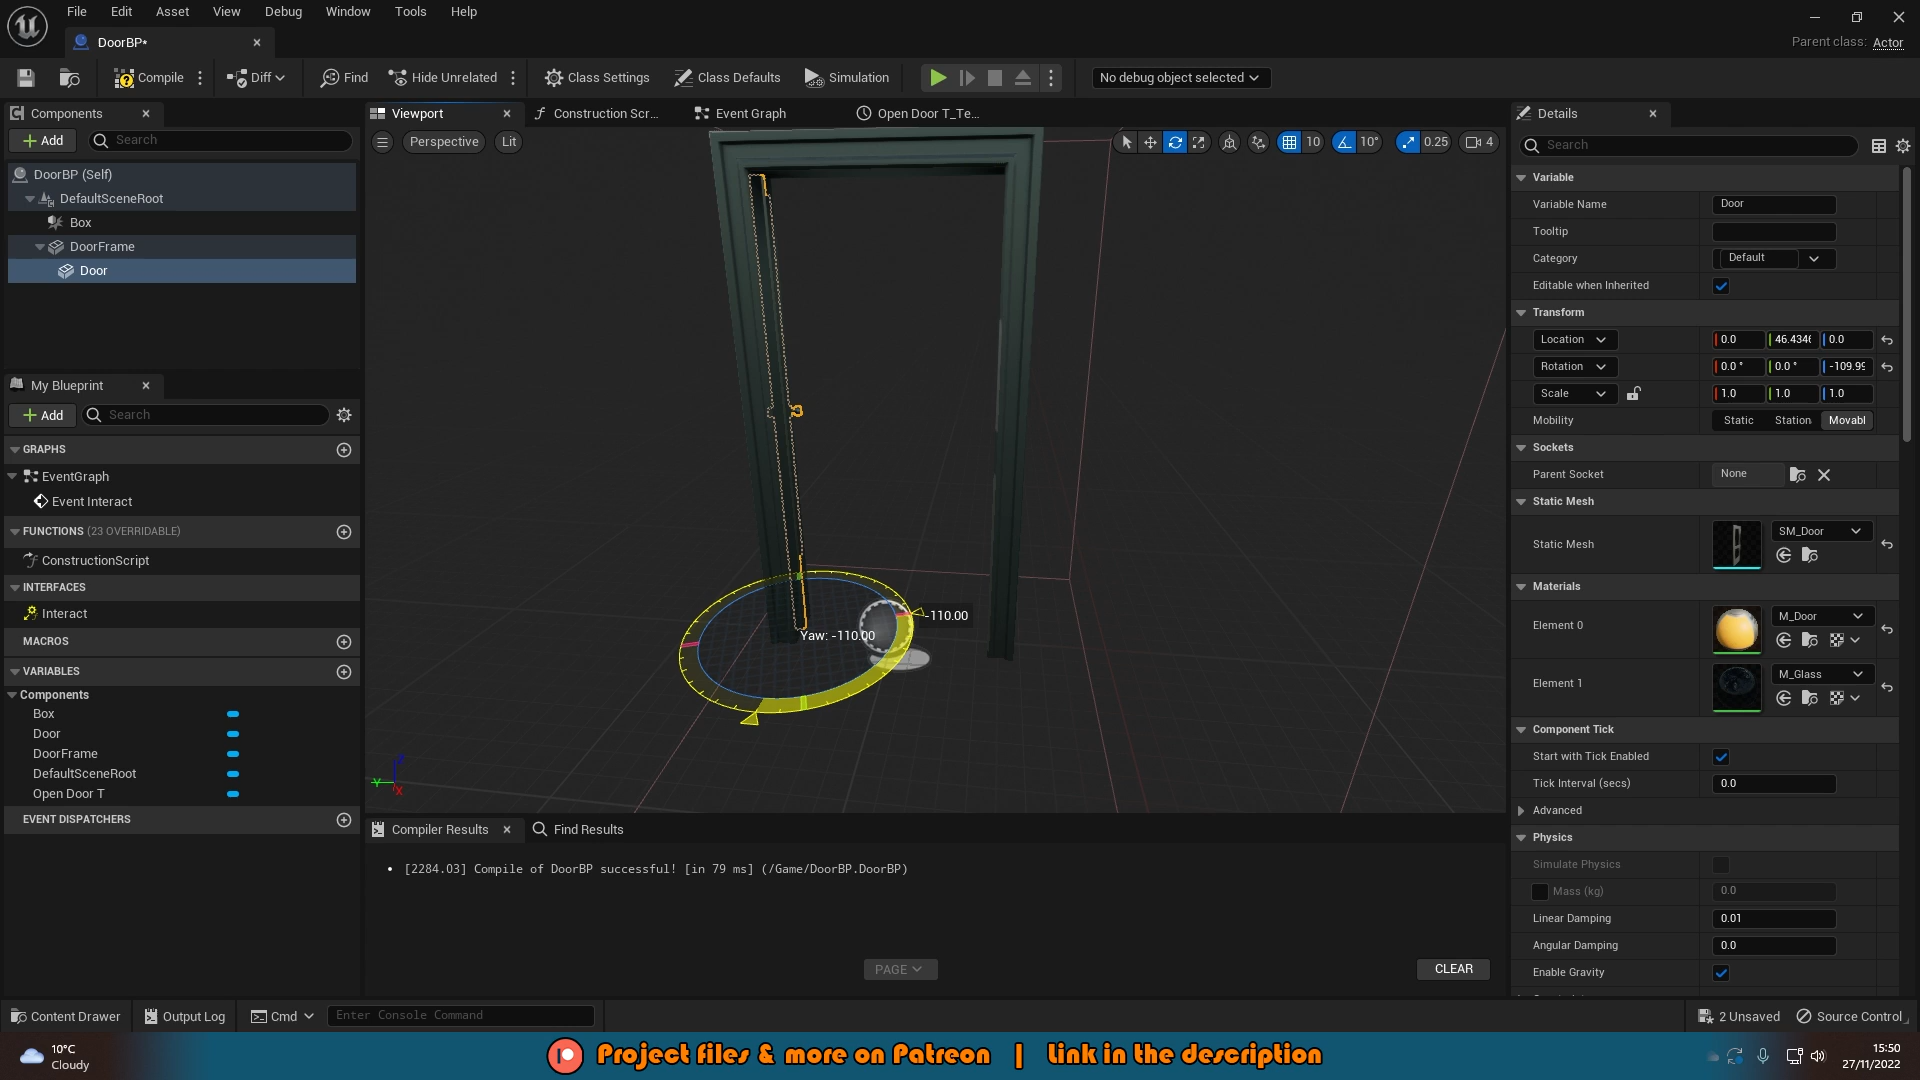 File Edit Asset View Debug Window Tools Help
DoorBP*
Parent class: Actor
Compile Diff Find Hide Unrelated Class Settings Class Defaults Simulation No debug object selected
Components Viewport Construction Scr... Event Graph Open Door T_Te... Details
Add Search Perspective Lit 10 10° 0.25 4 Search
DoorBP (Self)
DefaultSceneRoot
Box
DoorFrame
Door
My Blueprint
Add Search
GRAPHS
EventGraph
Event Interact
FUNCTIONS (23 OVERRIDABLE)
ConstructionScript
INTERFACES
Interact
MACROS
VARIABLES
Components
Box
Door
DoorFrame
DefaultSceneRoot
Open Door T
EVENT DISPATCHERS
-110.00
Yaw: -110.00
Z
Y
X
Compiler Results Find Results
• [2284.03] Compile of DoorBP successful! [in 79 ms] (/Game/DoorBP.DoorBP)
PAGE CLEAR
Variable
Variable Name Door
Tooltip
Category Default
Editable when Inherited
Transform
Location 0.0 46.4346 0.0
Rotation 0.0 ° 0.0 ° -109.99
Scale 1.0 1.0 1.0
Mobility Static Station Movabl
Sockets
Parent Socket None
Static Mesh
Static Mesh SM_Door
Materials
Element 0 M_Door
Element 1 M_Glass
Component Tick
Start with Tick Enabled
Tick Interval (secs) 0.0
Advanced
Physics
Simulate Physics
Mass (kg) 0.0
Linear Damping 0.01
Angular Damping 0.0
Enable Gravity
Content Drawer Output Log Cmd Enter Console Command 2 Unsaved Source Control
10°C
Cloudy
Project files & more on Patreon | Link in the description
15:50
27/11/2022